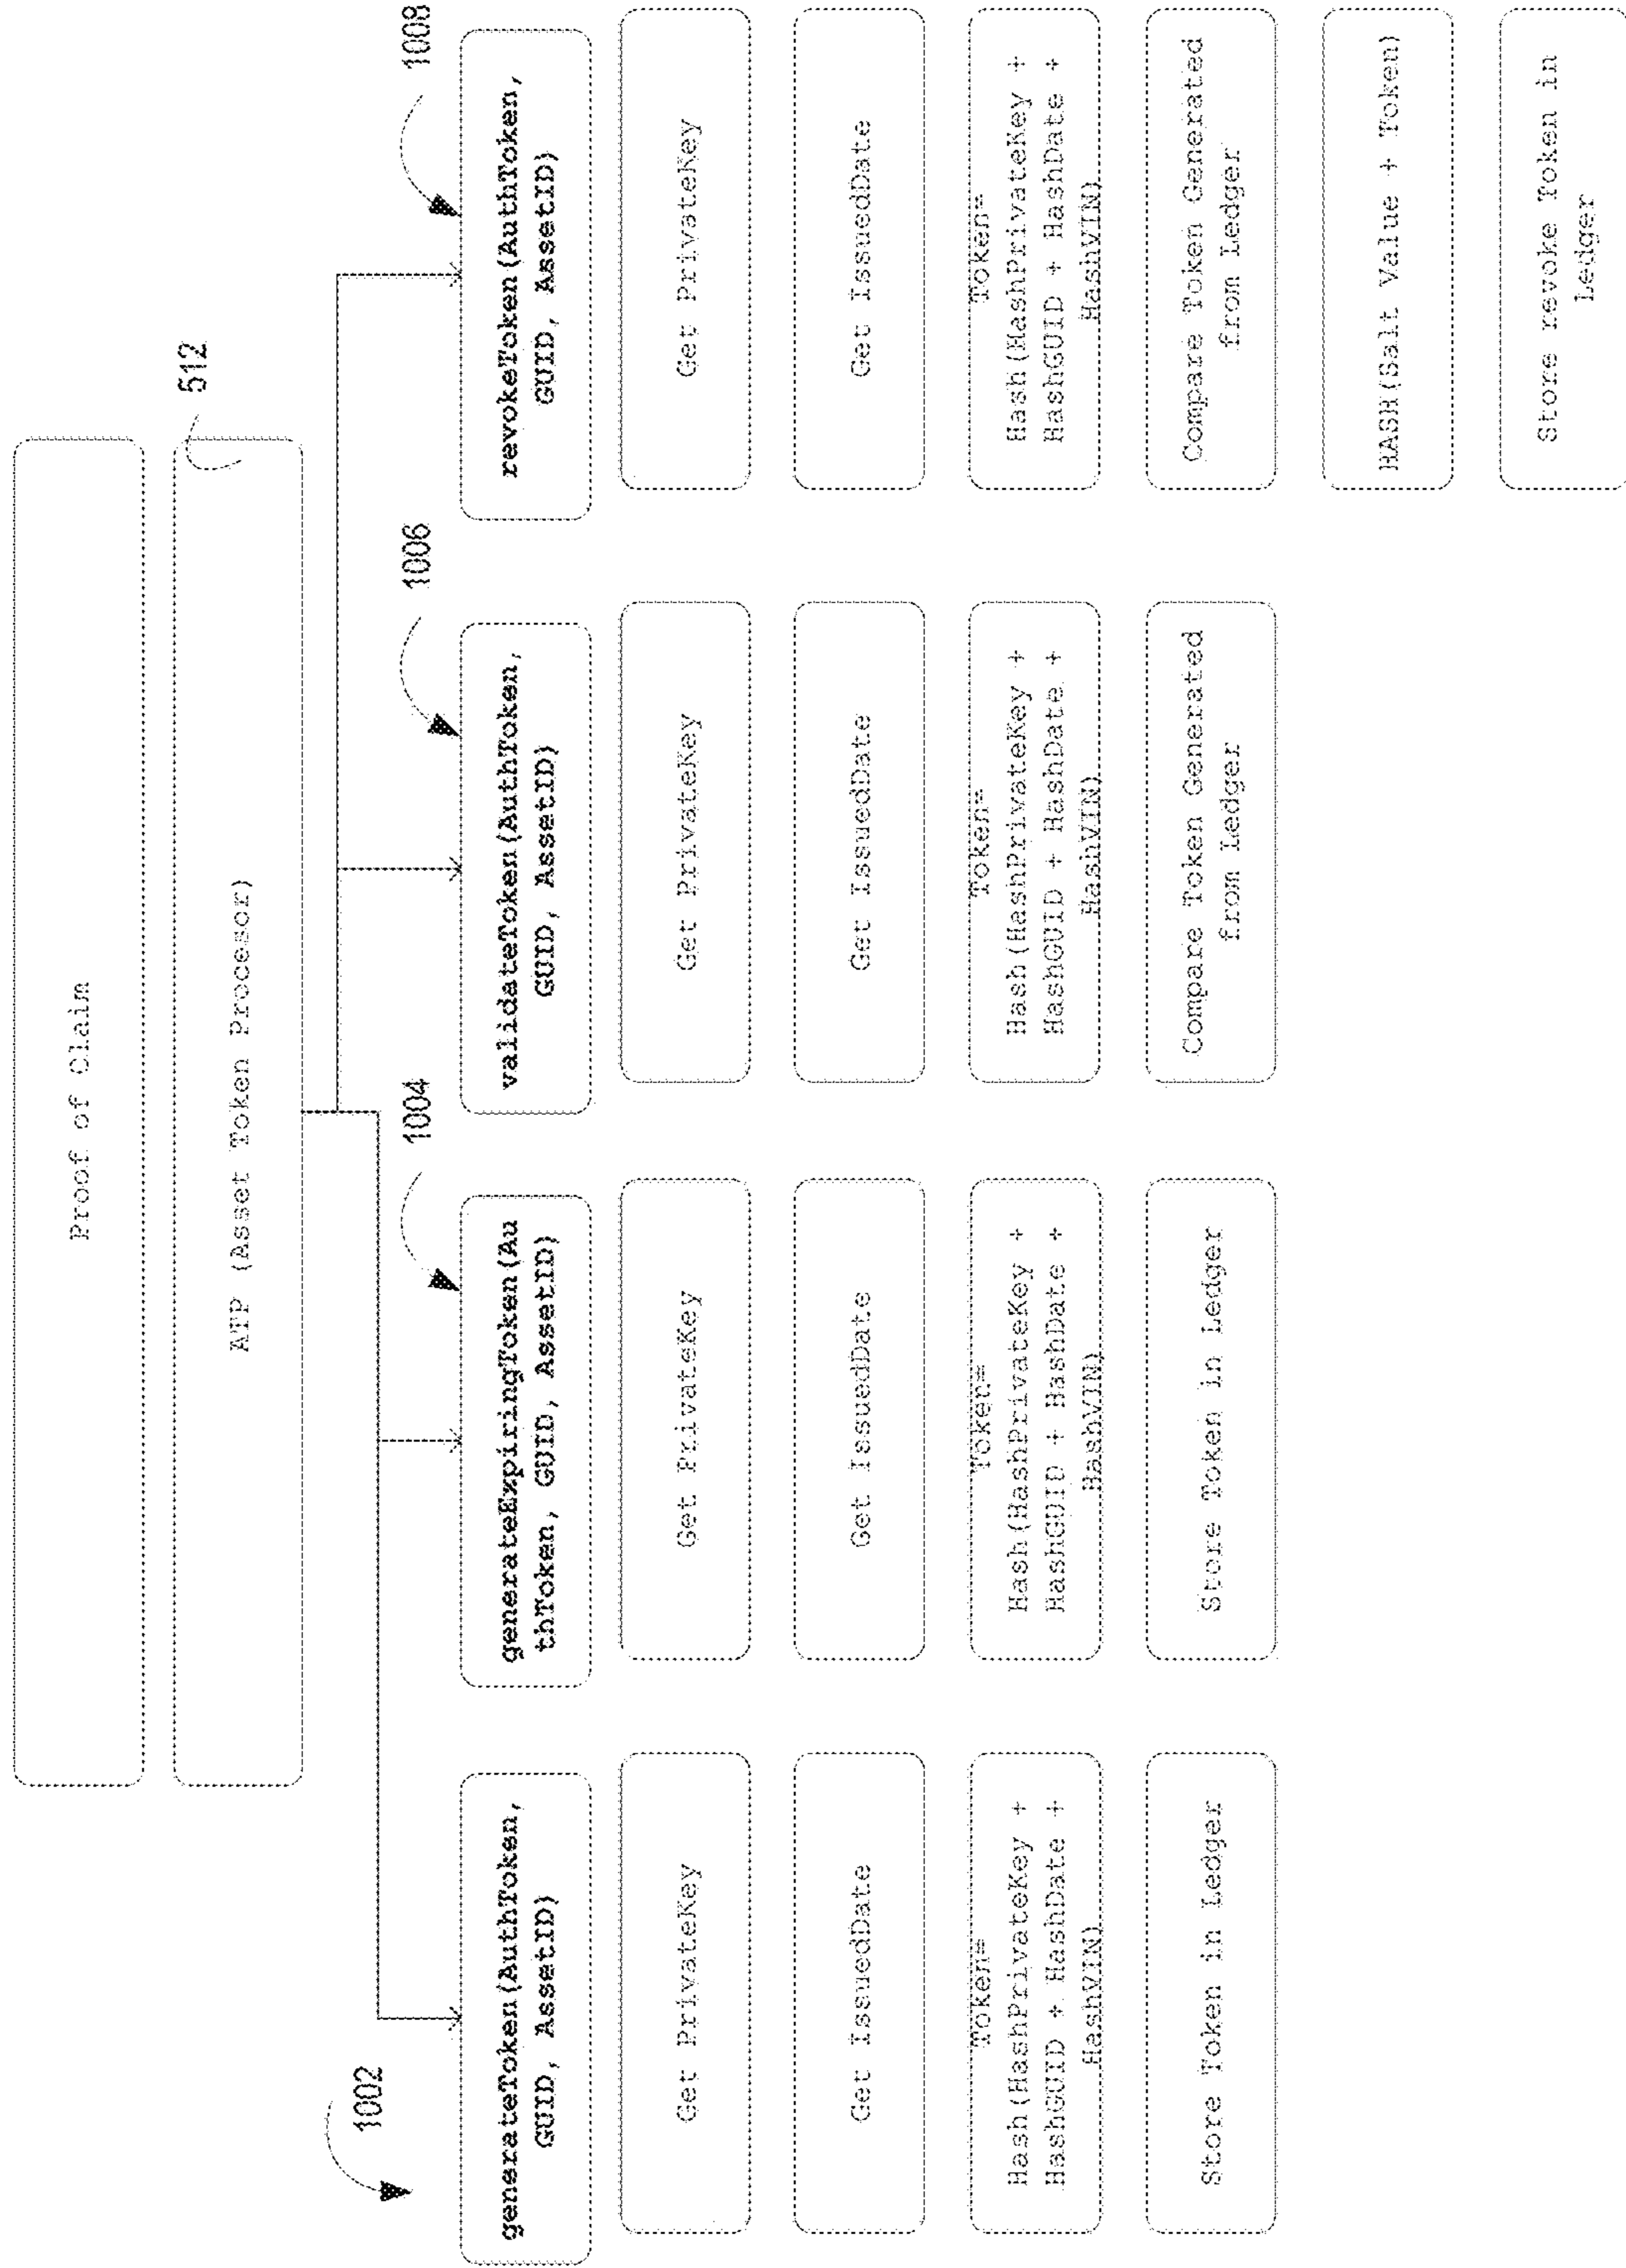 Proof of Claim
ATP (Asset Token Procesor)
512
1002
generateToken(AuthToken,
GUID, AssetID)
Get PrivateKey
Get IssuedDate
Token=
Hash(HashPrivateKey +
HashGUID + HashDate +
HashVIN)
Store Token in Ledger
1004
generateExpiringToken(Au
thToken, GUID, AssetID)
Get PrivateKey
Get IssuedDate
Token=
Hash(HashPrivateKey +
HashGUID + HashDate +
HashVIN)
Store Token in Ledger
1006
validateToken(AuthToken,
GUID, AssetID)
Get PrivateKey
Get IssuedDate
Token=
Hash(HashPrivateKey +
HashGUID + HashDate +
HashVIN)
Compare Token Generated
from Ledger
1008
revokeToken(AuthToken,
GUID, AssetID)
Get PrivateKey
Get IssuedDate
Token=
Hash(HashPrivateKey +
HashGUID + HashDate +
HashVIN)
Compare Token Generated
from Ledger
HASH(Salt Value + Token)
Store revoke Token in
Ledger